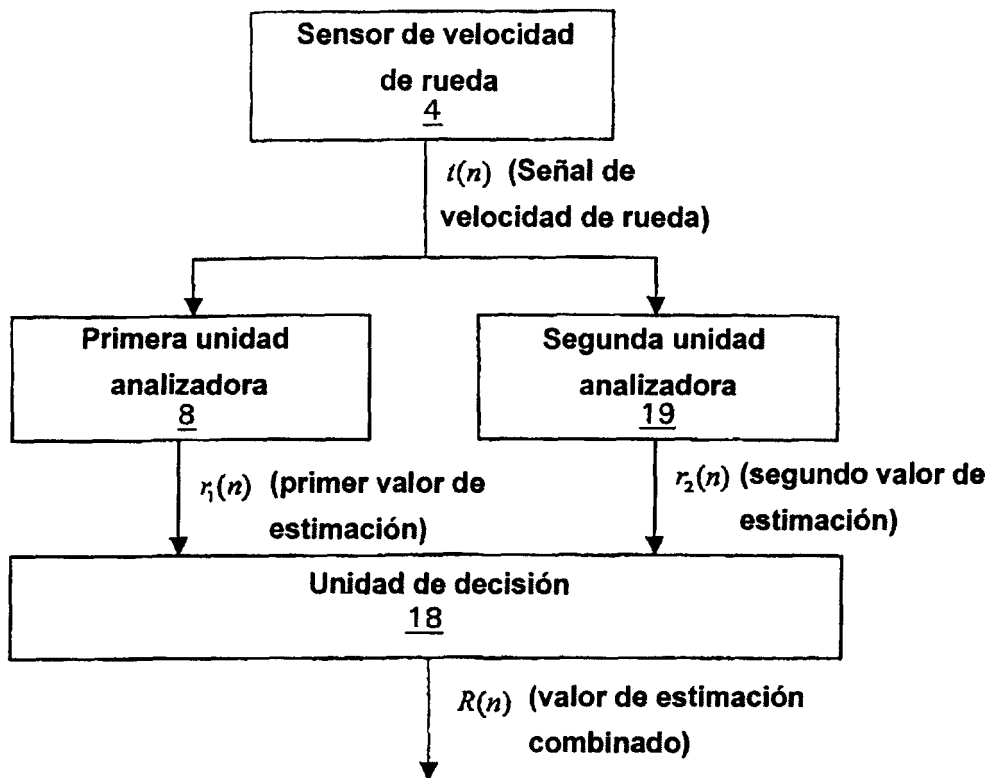 Sensor de velocidad
de rueda
4
t(n) (Señal de
velocidad de rueda)
Primera unidad
analizadora
8
Segunda unidad
analizadora
19
r₁(n) (primer valor de
estimación)
r₂(n) (segundo valor de
estimación)
Unidad de decisión
18
R(n) (valor de estimación
combinado)